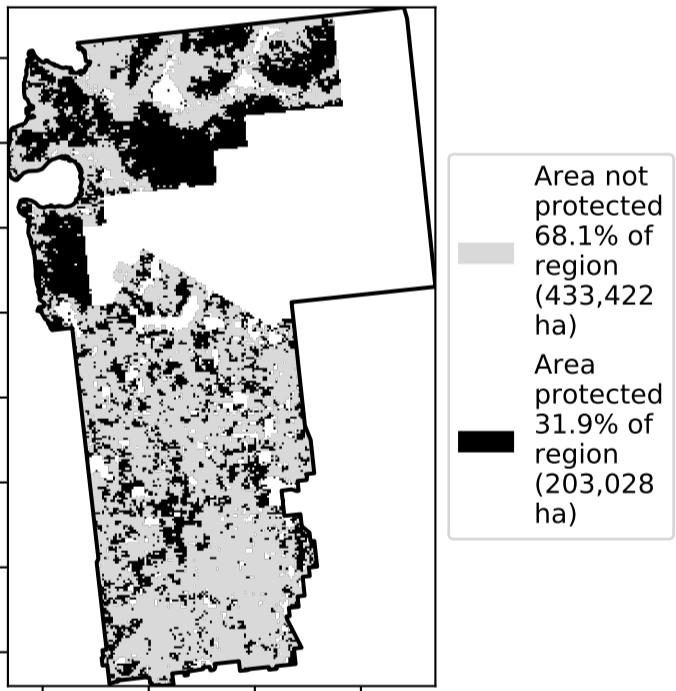 Area not
protected
68.1% of
region
(433,422
ha)
Area
protected
31.9% of
region
(203,028
ha)